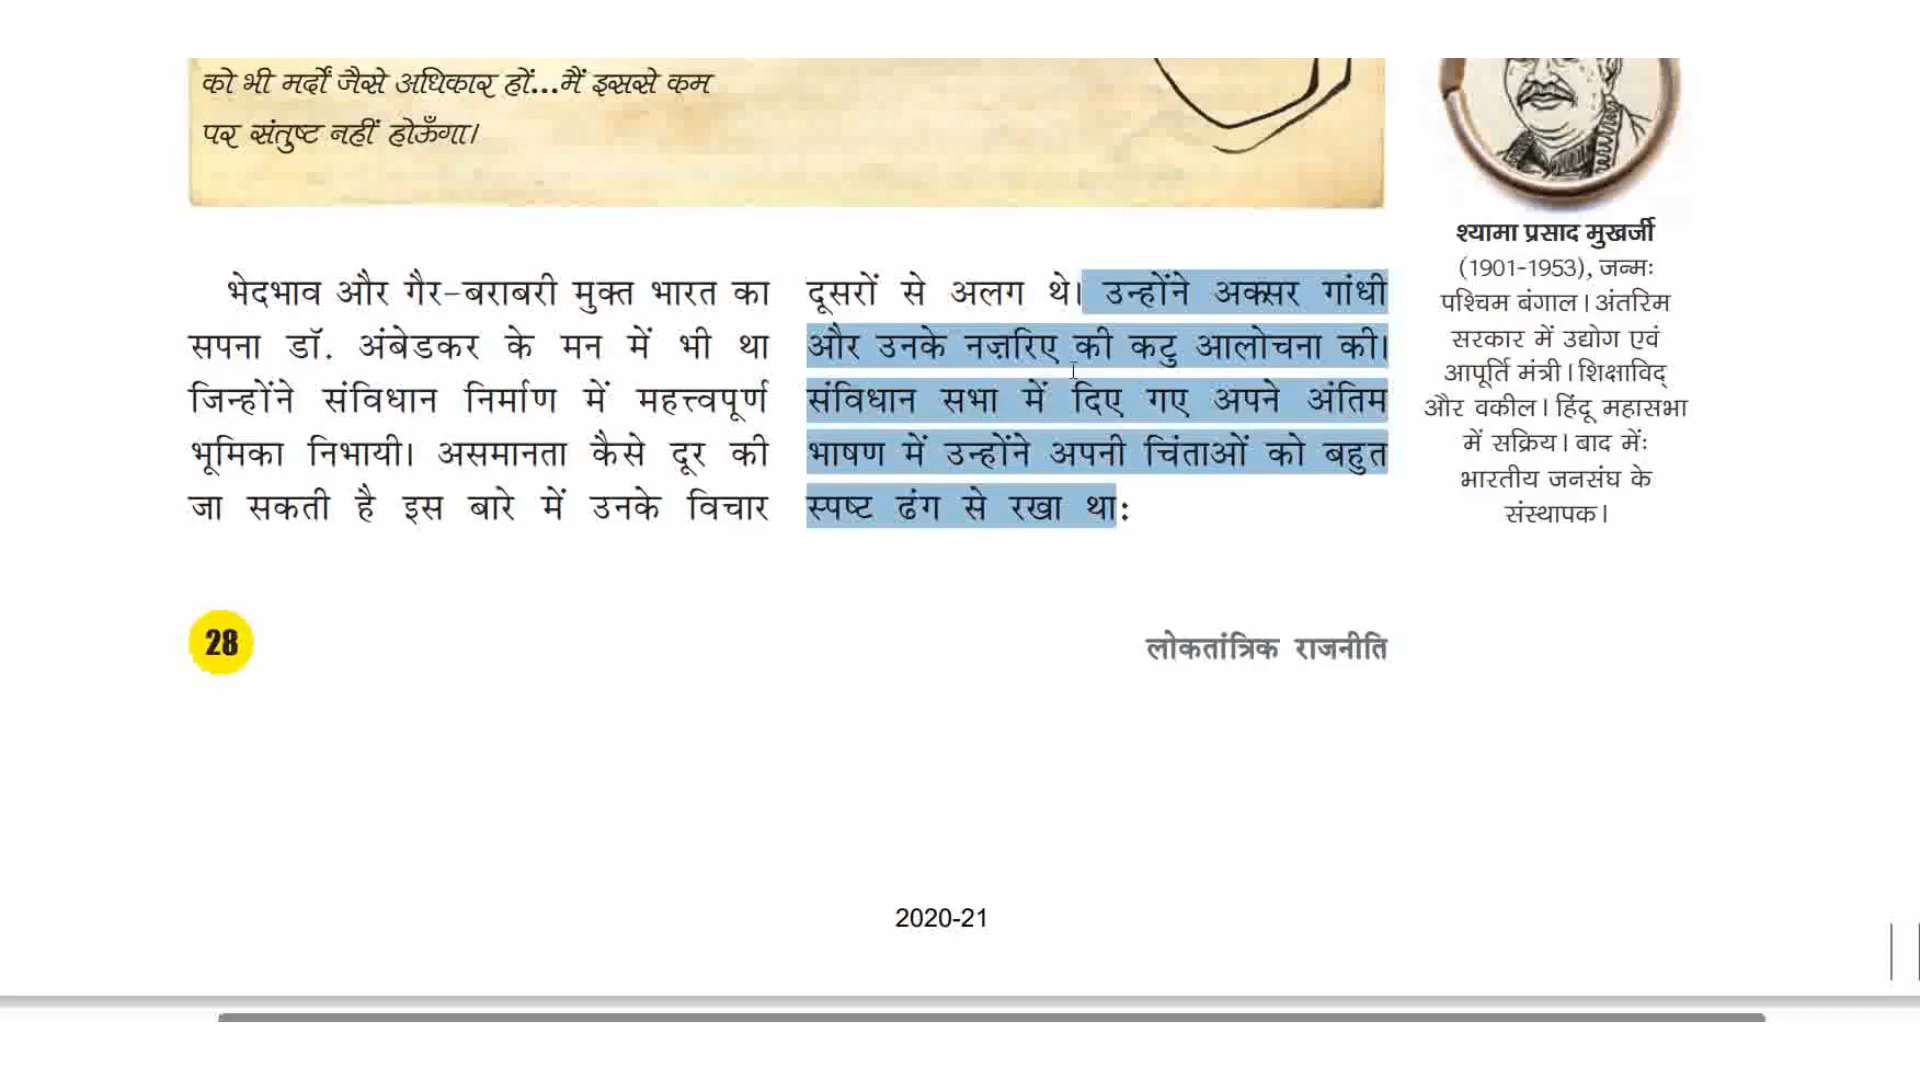 को भी मर्दों जैसे अधिकार हों...मैं इससे कम
पर संतुष्ट नहीं होऊँगा।
भेदभाव और गैर-बराबरी मुक्त भारत का
सपना डॉ. अंबेडकर के मन में भी था
जिन्होंने संविधान निर्माण में महत्त्वपूर्ण
भूमिका निभायी। असमानता कैसे दूर की
जा सकती है इस बारे में उनके विचार
दूसरों से अलग थे। उन्होंने अक्सर गांधी
और उनके नज़रिए की कटु आलोचना की।
संविधान सभा में दिए गए अपने अंतिम
भाषण में उन्होंने अपनी चिंताओं को बहुत
स्पष्ट ढंग से रखा था:
श्यामा प्रसाद मुखर्जी
(1901-1953), जन्मः
पश्चिम बंगाल। अंतरिम
सरकार में उद्योग एवं
आपूर्ति मंत्री। शिक्षाविद्
और वकील। हिंदू महासभा
में सक्रिय। बाद मेंः
भारतीय जनसंघ के
संस्थापक।
28
लोकतांत्रिक राजनीति
2020-21